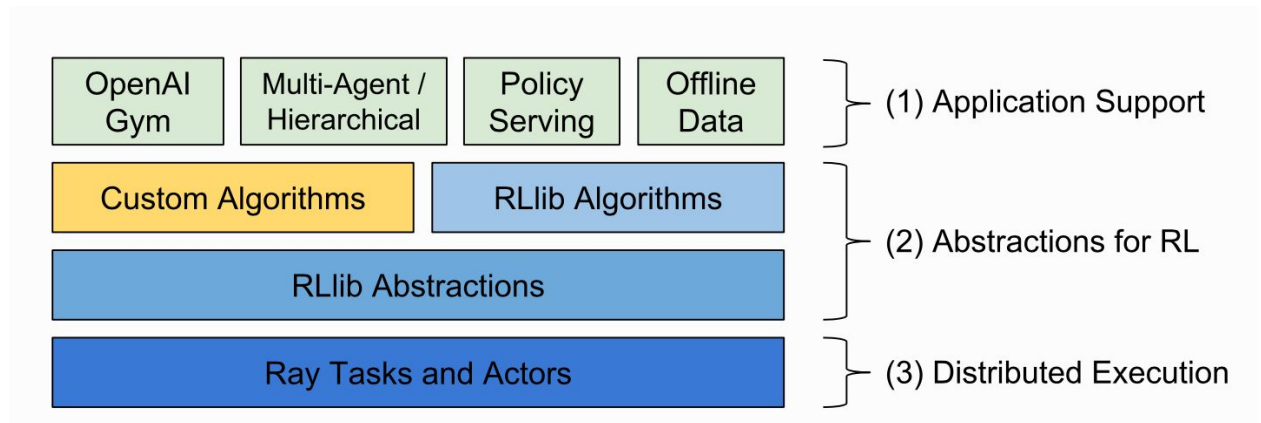 OpenAI
Gym
Multi-Agent /
Hierarchical
Policy
Serving
Offline
Data
(1) Application Support
Custom Algorithms
RLlib Algorithms
(2) Abstractions for RL
RLlib Abstractions
Ray Tasks and Actors
(3) Distributed Execution